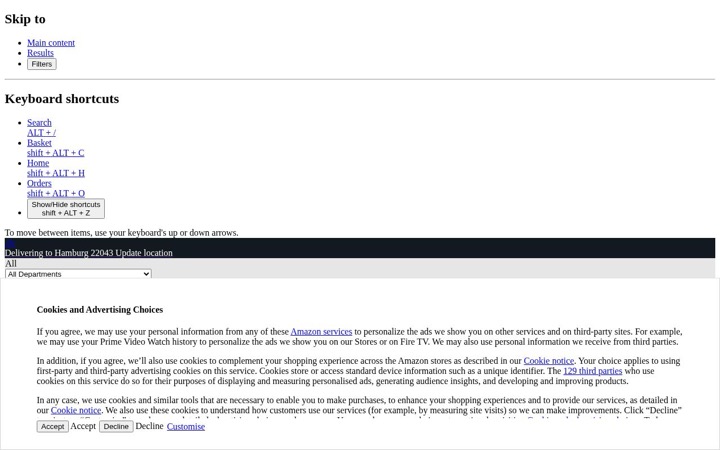 Skip to
Main content
Results
Filters
Keyboard shortcuts
Search
ALT + /
Basket
shift + ALT + C
Home
shift + ALT + H
Orders
shift + ALT + O
Show/Hide shortcuts
shift + ALT + Z
To move between items, use your keyboard's up or down arrows.
Delivering to Hamburg 22043 Update location
All
All Departments
Cookies and Advertising Choices
If you agree, we may use your personal information from any of these Amazon services to personalize the ads we show you on other services and on third-party sites. For example,
we may use your Prime Video Watch history to personalize the ads we show you on our Stores or on Fire TV. We may also use personal information we receive from third parties.
In addition, if you agree, we’ll also use cookies to complement your shopping experience across the Amazon stores as described in our Cookie notice. Your choice applies to using
first-party and third-party advertising cookies on this service. Cookies store or access standard device information such as a unique identifier. The 129 third parties who use
cookies on this service do so for their purposes of displaying and measuring personalised ads, generating audience insights, and developing and improving products.
In any case, we use cookies and similar tools that are necessary to enable you to make purchases, to enhance your shopping experiences and to provide our services, as detailed in
our Cookie notice. We also use these cookies to understand how customers use our services (for example, by measuring site visits) so we can make improvements. Click “Decline”
Accept Accept Decline Decline Customise